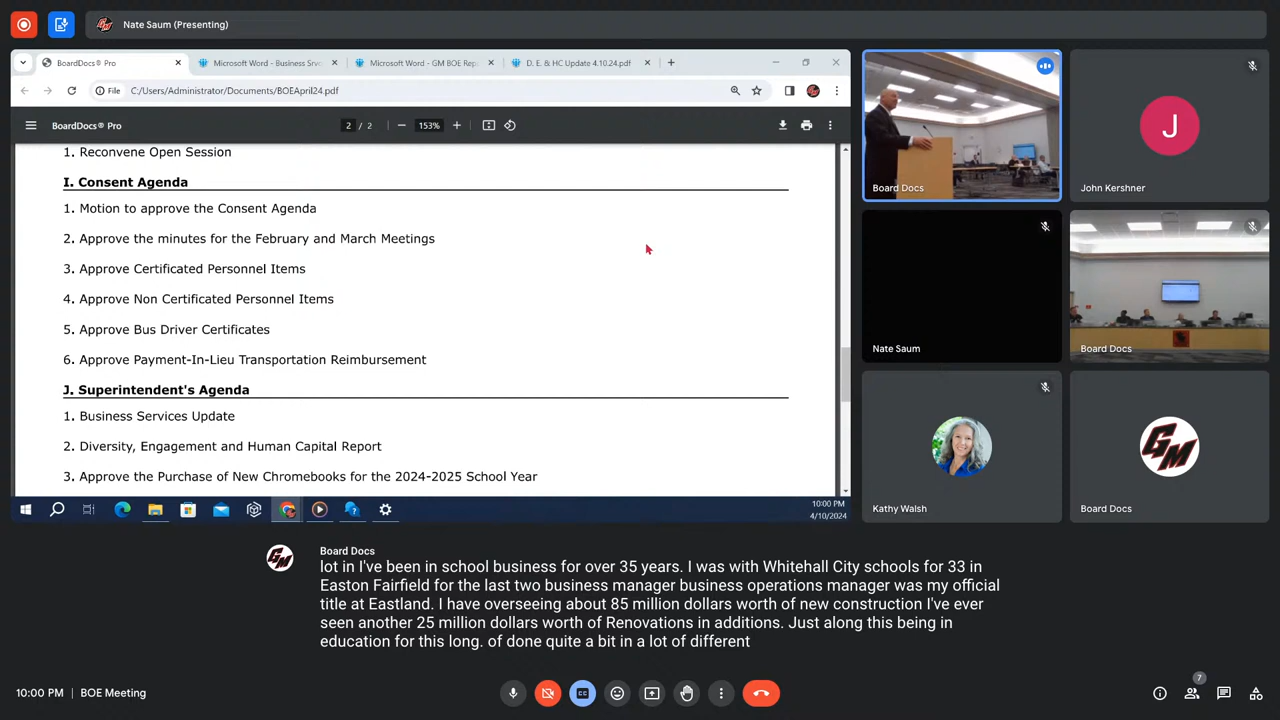 Nate Saum (Presenting)
BoardDocs® Pro
Microsoft Word - Business Srvic
Microsoft Word - GM BOE Rep
D. E. & HC Update 4.10.24.pdf
File
C:/Users/Administrator/Documents/BOEApril24.pdf
BoardDocs® Pro
2 / 2
153%
1. Reconvene Open Session
I. Consent Agenda
1. Motion to approve the Consent Agenda
2. Approve the minutes for the February and March Meetings
3. Approve Certificated Personnel Items
4. Approve Non Certificated Personnel Items
5. Approve Bus Driver Certificates
6. Approve Payment-In-Lieu Transportation Reimbursement
J. Superintendent's Agenda
1. Business Services Update
2. Diversity, Engagement and Human Capital Report
3. Approve the Purchase of New Chromebooks for the 2024-2025 School Year
10:00 PM
4/10/2024
Board Docs
J
John Kershner
Nate Saum
Board Docs
Kathy Walsh
GM
Board Docs
Board Docs
lot in I've been in school business for over 35 years. I was with Whitehall City schools for 33 in
Easton Fairfield for the last two business manager business operations manager was my official
title at Eastland. I have overseeing about 85 million dollars worth of new construction I've ever
seen another 25 million dollars worth of Renovations in additions. Just along this being in
education for this long. of done quite a bit in a lot of different
10:00 PM | BOE Meeting
7